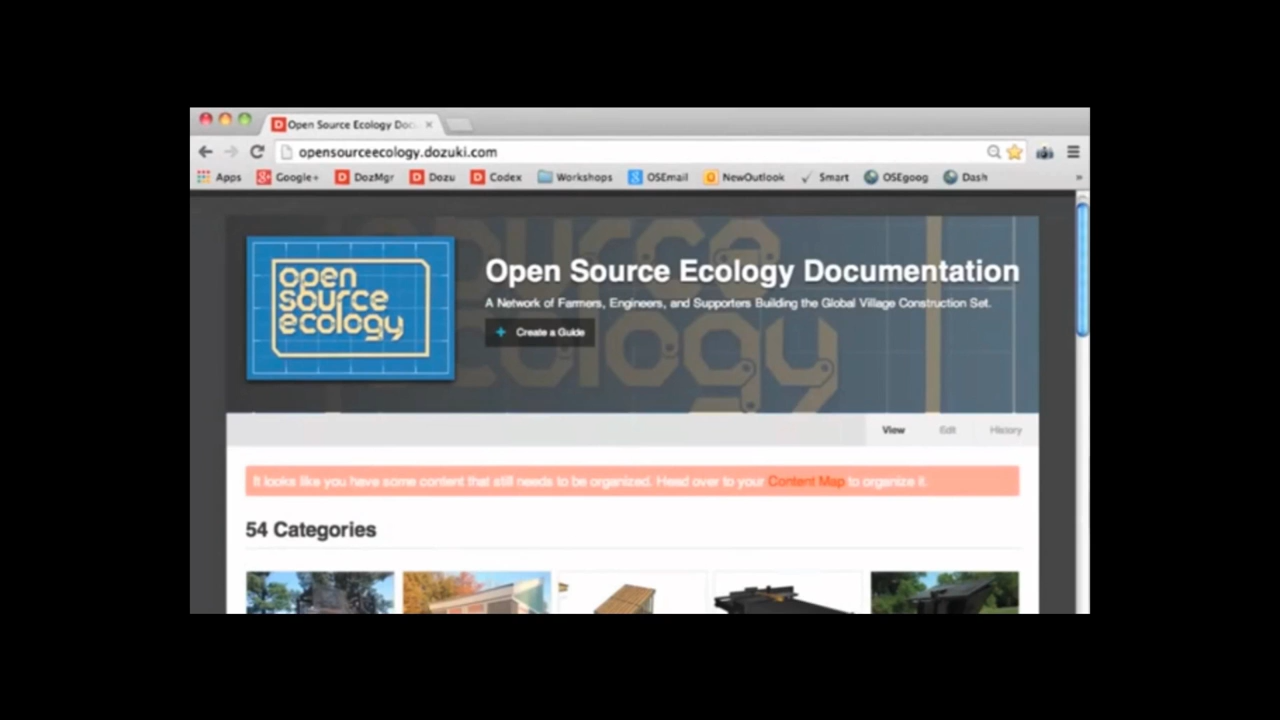 Open Source Ecology Doc
opensourceecology.dozuki.com
Apps Google+ DozMgr Dozu Codex Workshops OSEmail NewOutlook Smart OSEgoog Dash »
open
source
ecology
Open Source Ecology Documentation
A Network of Farmers, Engineers, and Supporters Building the Global Village Construction Set.
+ Create a Guide
View Edit History
It looks like you have some content that still needs to be organized. Head over to your Content Map to organize it.
54 Categories